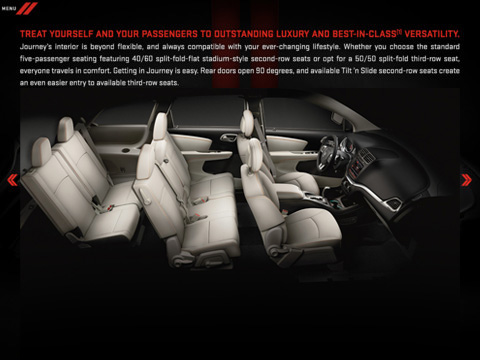 MENU
TREAT YOURSELF AND YOUR PASSENGERS TO OUTSTANDING LUXURY AND BEST-IN-CLASS[1] VERSATILITY.
Journey's interior is beyond flexible, and always compatible with your ever-changing lifestyle. Whether you choose the standard
five-passenger seating featuring 40/60 split-fold-flat stadium-style second-row seats or opt for a 50/50 split-fold third-row seat,
everyone travels in comfort. Getting in Journey is easy. Rear doors open 90 degrees, and available Tilt 'n Slide second-row seats create
an even easier entry to available third-row seats.